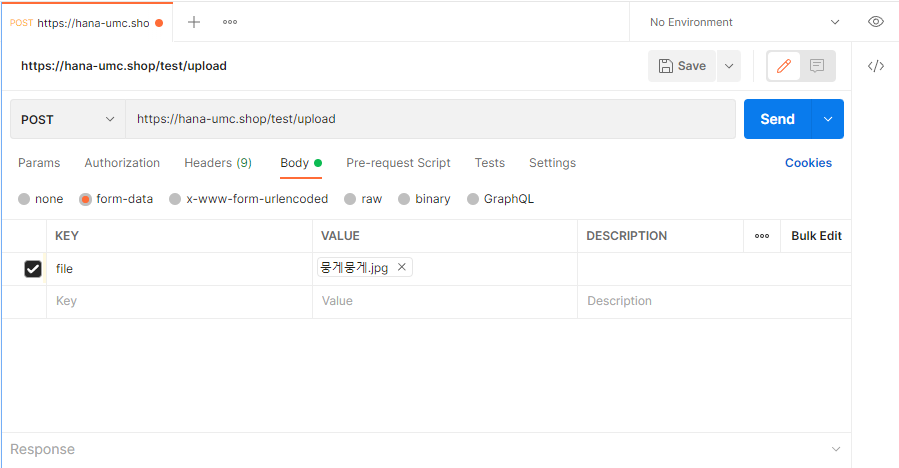 POST https://hana-umc.sho
No Environment
https://hana-umc.shop/test/upload
Save
POST https://hana-umc.shop/test/upload Send
Params Authorization Headers (9) Body Pre-request Script Tests Settings Cookies
none form-data x-www-form-urlencoded raw binary GraphQL
KEY VALUE DESCRIPTION Bulk Edit
file 뭉게뭉게.jpg
Key Value Description
Response